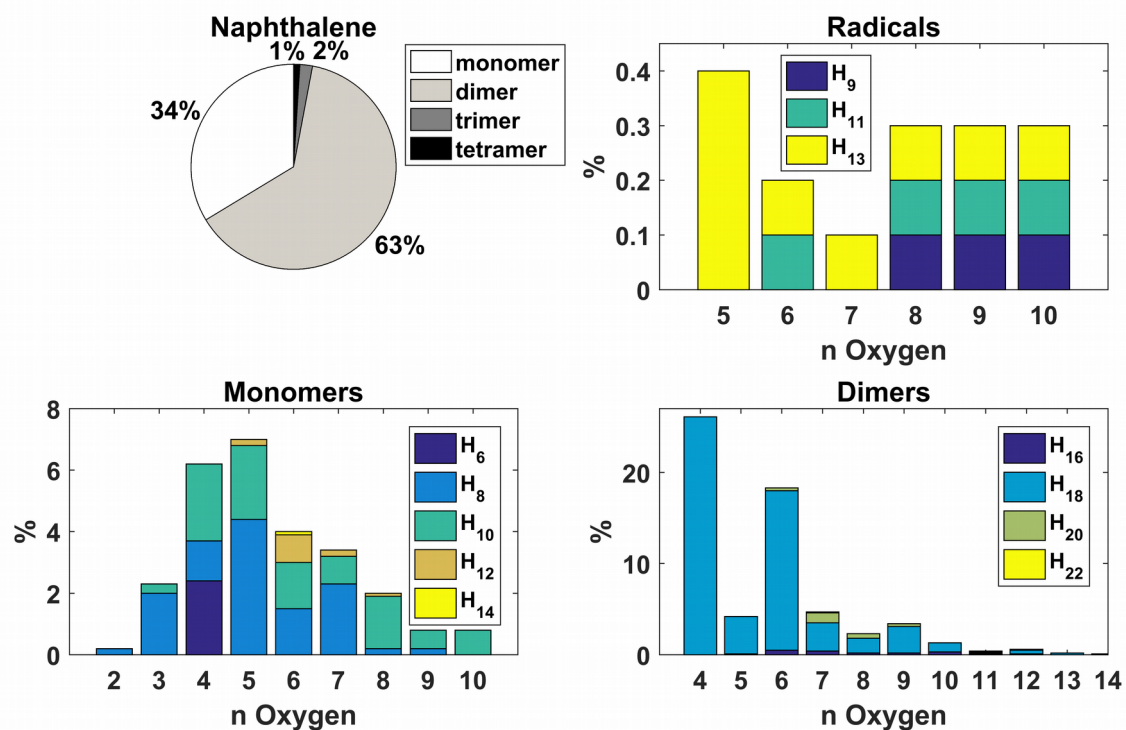 Naphthalene
1% 2%
34%
63%
monomer
dimer
trimer
tetramer
Radicals
0.4
0.3
0.2
0.1
0
%
H9
H11
H13
5 6 7 8 9 10
n Oxygen
Monomers
8
6
4
2
0
%
H6
H8
H10
H12
H14
2 3 4 5 6 7 8 9 10
n Oxygen
Dimers
20
10
0
%
H16
H18
H20
H22
4 5 6 7 8 9 10 11 12 13 14
n Oxygen